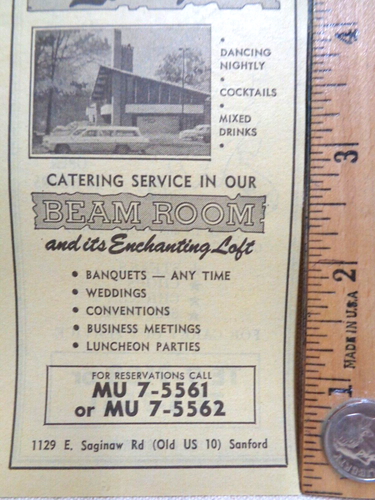 • DANCING
NIGHTLY
• COCKTAILS
• MIXED
DRINKS
•
CATERING SERVICE IN OUR
BEAM ROOM
and its Enchanting Loft
• BANQUETS — ANY TIME
• WEDDINGS
• CONVENTIONS
• BUSINESS MEETINGS
• LUNCHEON PARTIES
FOR RESERVATIONS CALL
MU 7-5561
or MU 7-5562
1129 E. Saginaw Rd (Old US 10) Sanford
4
3
2
1
MADE IN U.S.A